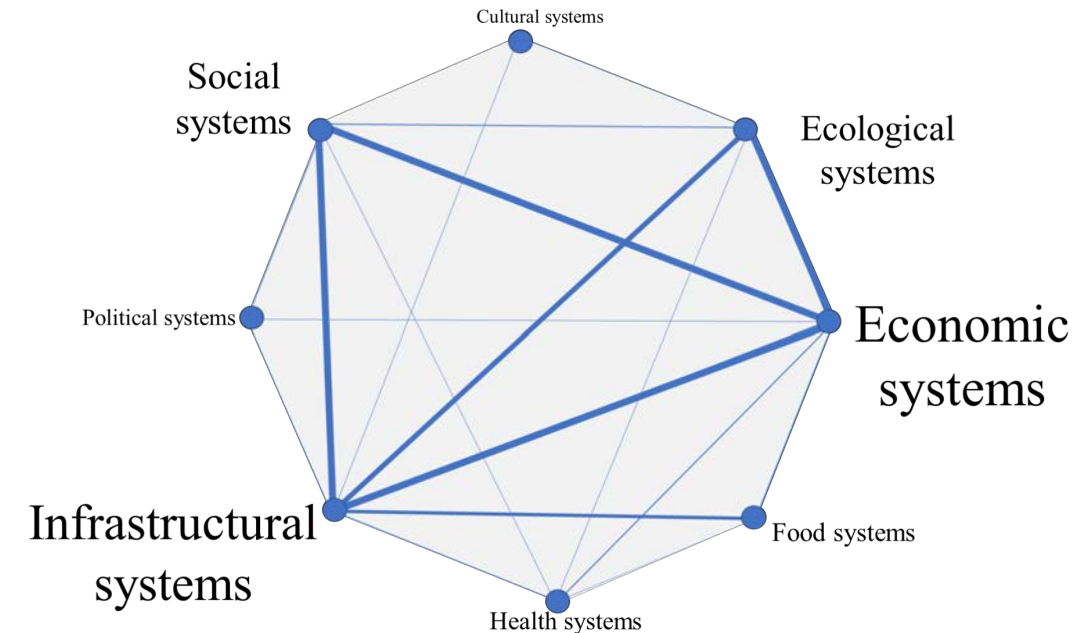 Cultural systems
Social
systems
Ecological
systems
Political systems
Economic
systems
Infrastructural
systems
Food systems
Health systems